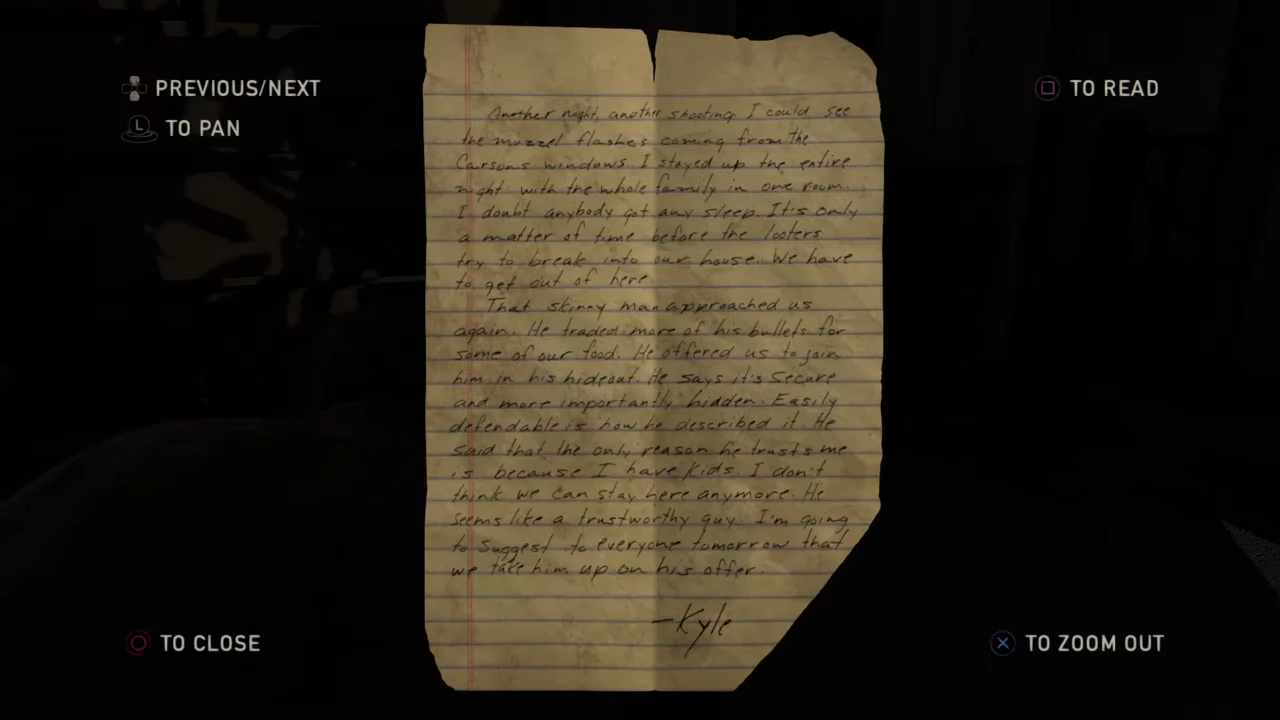 PREVIOUS/NEXT
L TO PAN
TO READ
Another night, another shooting. I could see
the muzzel flashes coming from the
Carsons windows. I stayed up the entire
night with the whole family in one room.
I doubt anybody got any sleep. It's only
a matter of time before the looters
try to break into our house. We have
to get out of here.
That skinny man approached us
again. He traded more of his bullets for
some of our food. He offered us to join
him in his hideout. He says it's secure
and more importantly hidden. Easily
defendable is how he described it. He
said that the only reason he trusts me
is because I have kids. I don't
think we can stay here anymore. He
seems like a trustworthy guy. I'm going
to suggest to everyone tomorrow that
we take him up on his offer.
-Kyle
TO CLOSE
TO ZOOM OUT